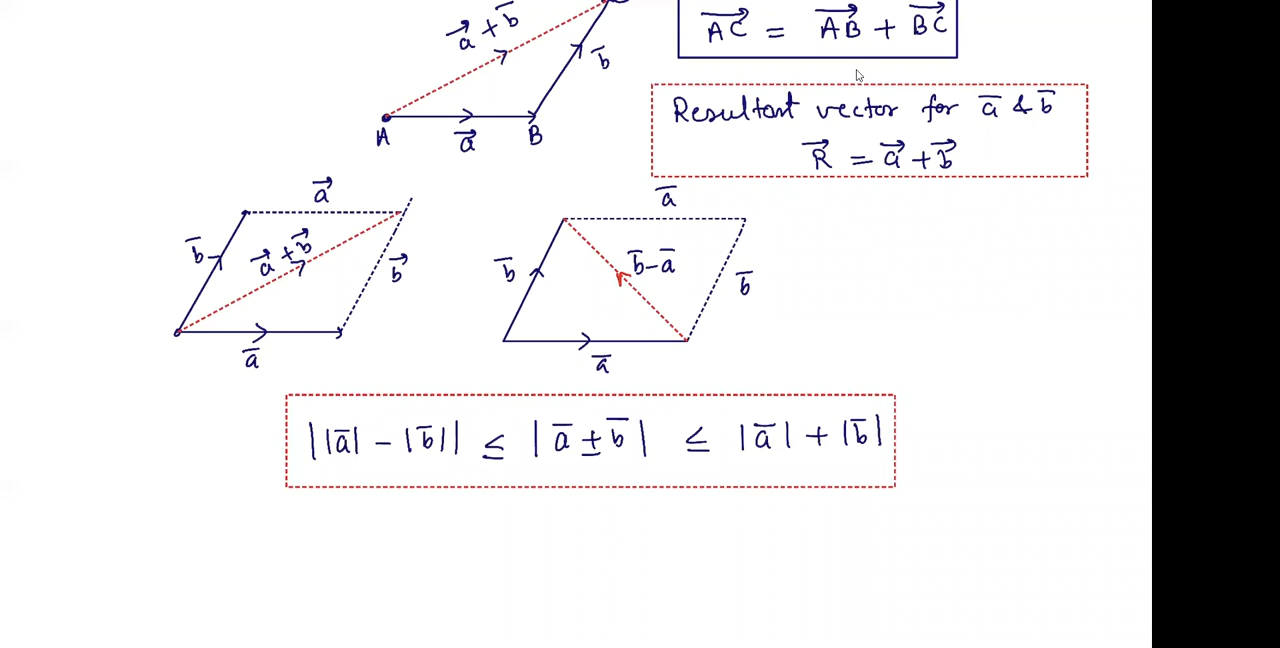 a⃗ + b̅
AC⃗ = AB⃗ + BC⃗
b̅
A
a⃗
B
Resultant vector for a̅ & b̅
R⃗ = a⃗ + b⃗
a⃗
b̅
a⃗ + b⃗
b⃗
a̅
a̅
b̅
b̅ - a̅
b̅
a̅
||a̅| - |b̅|| ≤ |a̅ ± b̅| ≤ |a̅| + |b̅|